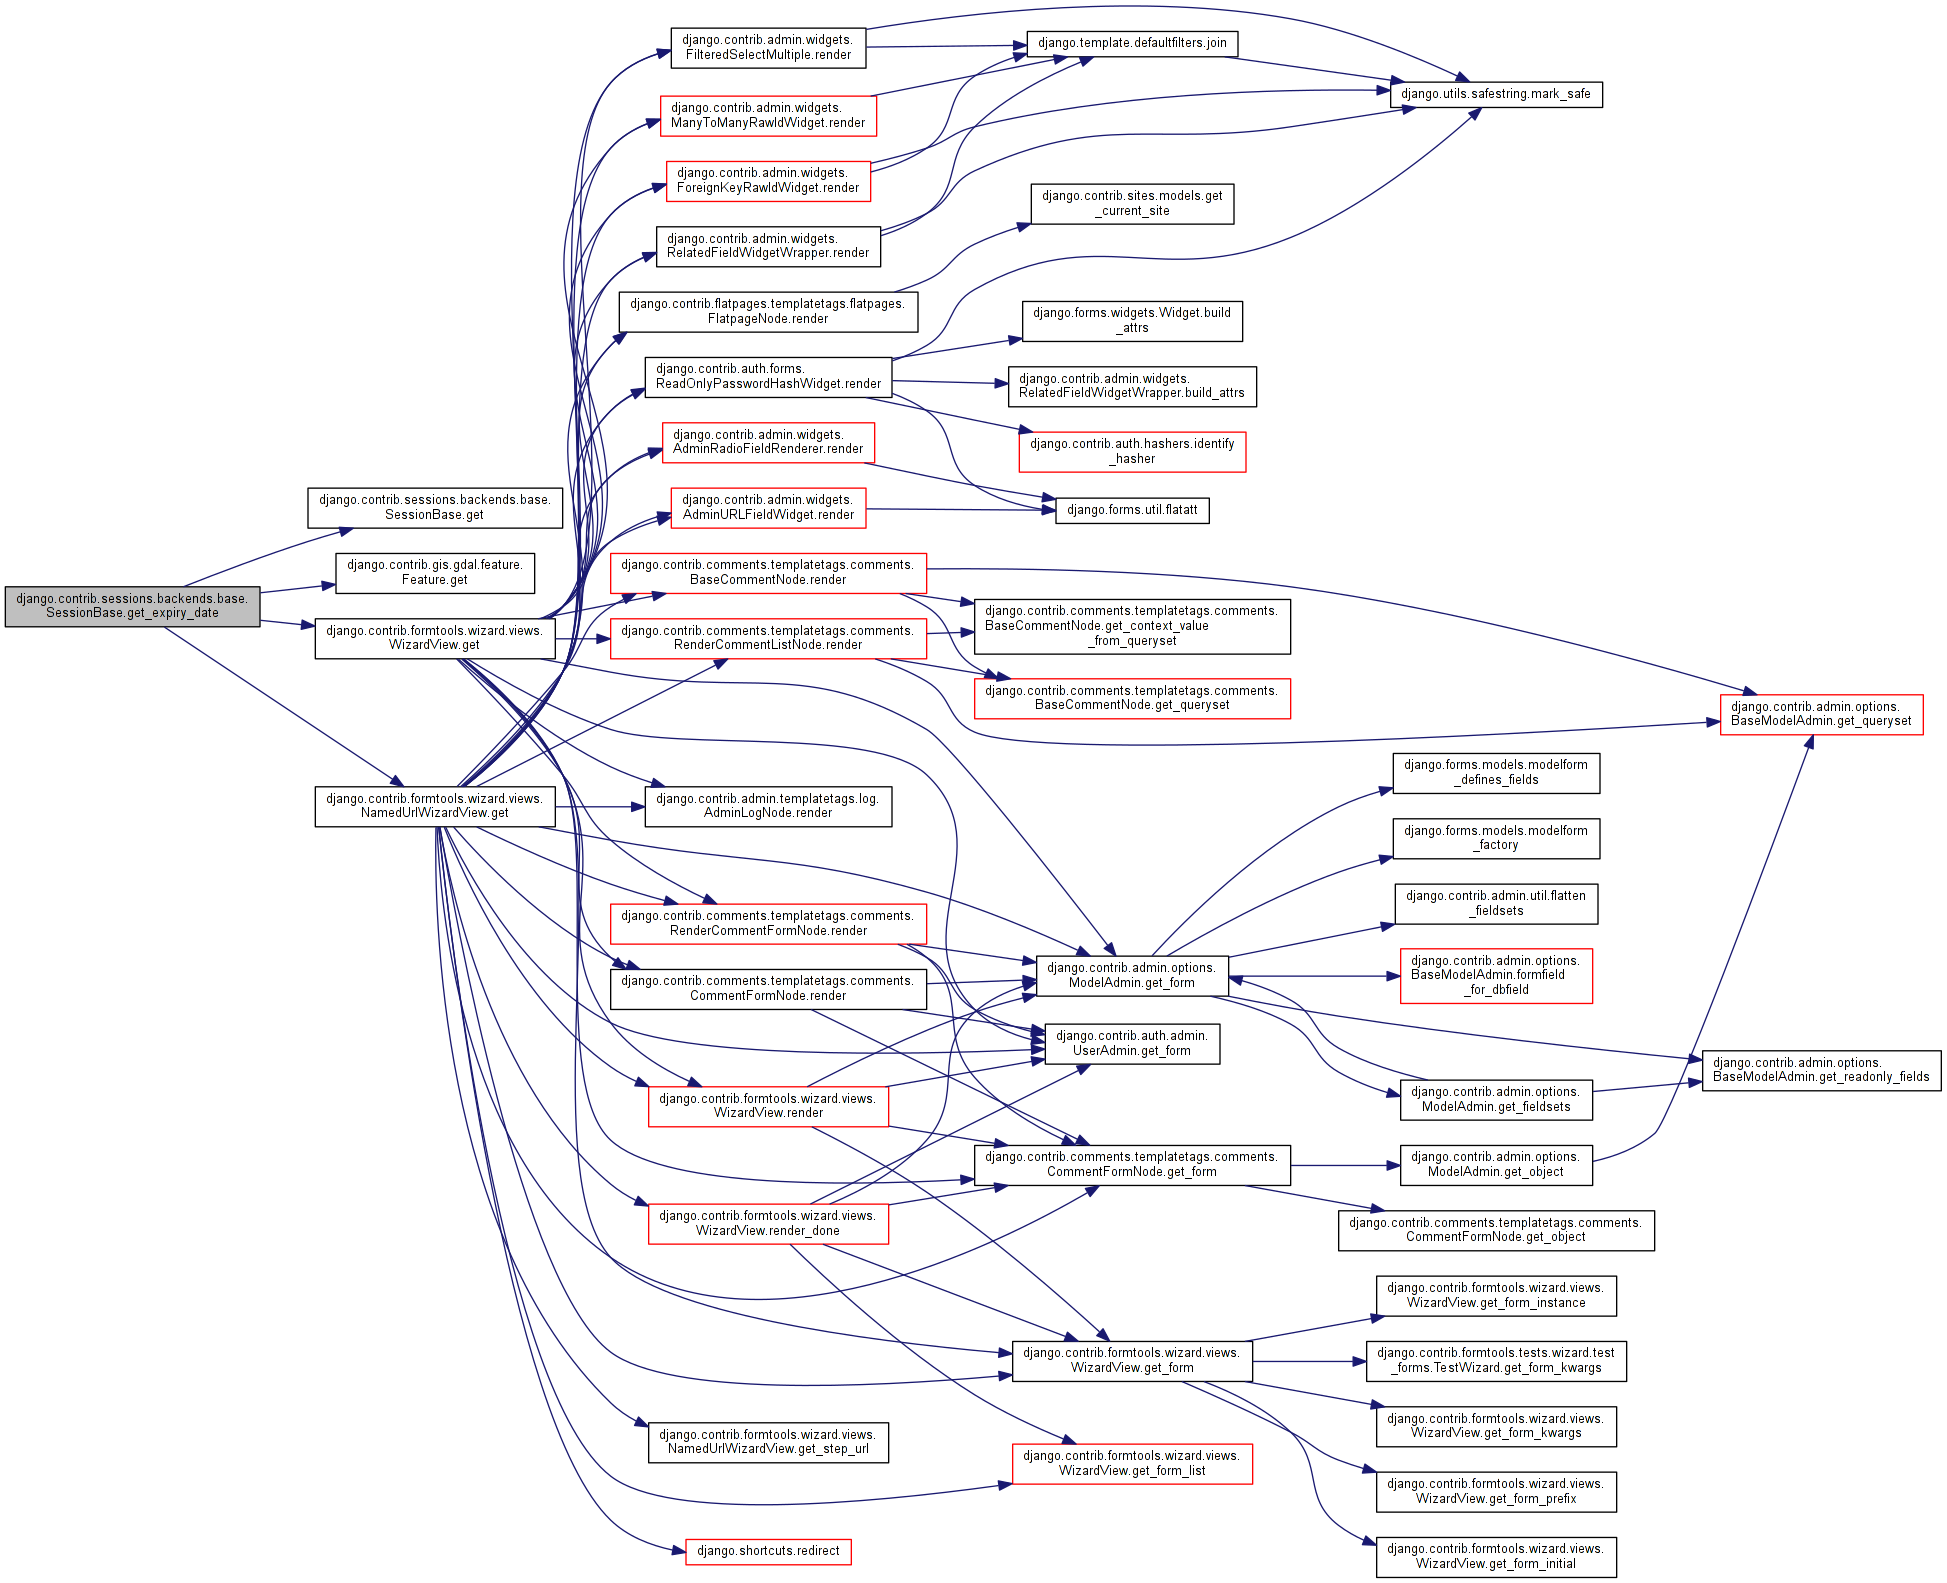 django.contrib.sessions.backends.base.
SessionBase.get_expiry_date
django.contrib.sessions.backends.base.
SessionBase.get
django.contrib.gis.gdal.feature.
Feature.get
django.contrib.formtools.wizard.views.
WizardView.get
django.contrib.formtools.wizard.views.
NamedUrlWizardView.get
django.contrib.admin.widgets.
FilteredSelectMultiple.render
django.contrib.admin.widgets.
ManyToManyRawIdWidget.render
django.contrib.admin.widgets.
ForeignKeyRawIdWidget.render
django.contrib.admin.widgets.
RelatedFieldWidgetWrapper.render
django.contrib.flatpages.templatetags.flatpages.
FlatpageNode.render
django.contrib.auth.forms.
ReadOnlyPasswordHashWidget.render
django.contrib.admin.widgets.
AdminRadioFieldRenderer.render
django.contrib.admin.widgets.
AdminURLFieldWidget.render
django.contrib.comments.templatetags.comments.
BaseCommentNode.render
django.contrib.comments.templatetags.comments.
RenderCommentListNode.render
django.contrib.admin.templatetags.log.
AdminLogNode.render
django.contrib.comments.templatetags.comments.
RenderCommentFormNode.render
django.contrib.comments.templatetags.comments.
CommentFormNode.render
django.contrib.formtools.wizard.views.
WizardView.render
django.contrib.formtools.wizard.views.
WizardView.render_done
django.contrib.formtools.wizard.views.
NamedUrlWizardView.get_step_url
django.shortcuts.redirect
django.template.defaultfilters.join
django.contrib.sites.models.get
_current_site
django.forms.widgets.Widget.build
_attrs
django.contrib.admin.widgets.
RelatedFieldWidgetWrapper.build_attrs
django.contrib.auth.hashers.identify
_hasher
django.forms.util.flatatt
django.contrib.comments.templatetags.comments.
BaseCommentNode.get_context_value
_from_queryset
django.contrib.comments.templatetags.comments.
BaseCommentNode.get_queryset
django.contrib.admin.options.
ModelAdmin.get_form
django.contrib.auth.admin.
UserAdmin.get_form
django.contrib.comments.templatetags.comments.
CommentFormNode.get_form
django.contrib.formtools.wizard.views.
WizardView.get_form
django.contrib.formtools.wizard.views.
WizardView.get_form_list
django.utils.safestring.mark_safe
django.forms.models.modelform
_defines_fields
django.forms.models.modelform
_factory
django.contrib.admin.util.flatten
_fieldsets
django.contrib.admin.options.
BaseModelAdmin.formfield
_for_dbfield
django.contrib.admin.options.
ModelAdmin.get_fieldsets
django.contrib.admin.options.
ModelAdmin.get_object
django.contrib.comments.templatetags.comments.
CommentFormNode.get_object
django.contrib.formtools.wizard.views.
WizardView.get_form_instance
django.contrib.formtools.tests.wizard.test
_forms.TestWizard.get_form_kwargs
django.contrib.formtools.wizard.views.
WizardView.get_form_kwargs
django.contrib.formtools.wizard.views.
WizardView.get_form_prefix
django.contrib.formtools.wizard.views.
WizardView.get_form_initial
django.contrib.admin.options.
BaseModelAdmin.get_queryset
django.contrib.admin.options.
BaseModelAdmin.get_readonly_fields